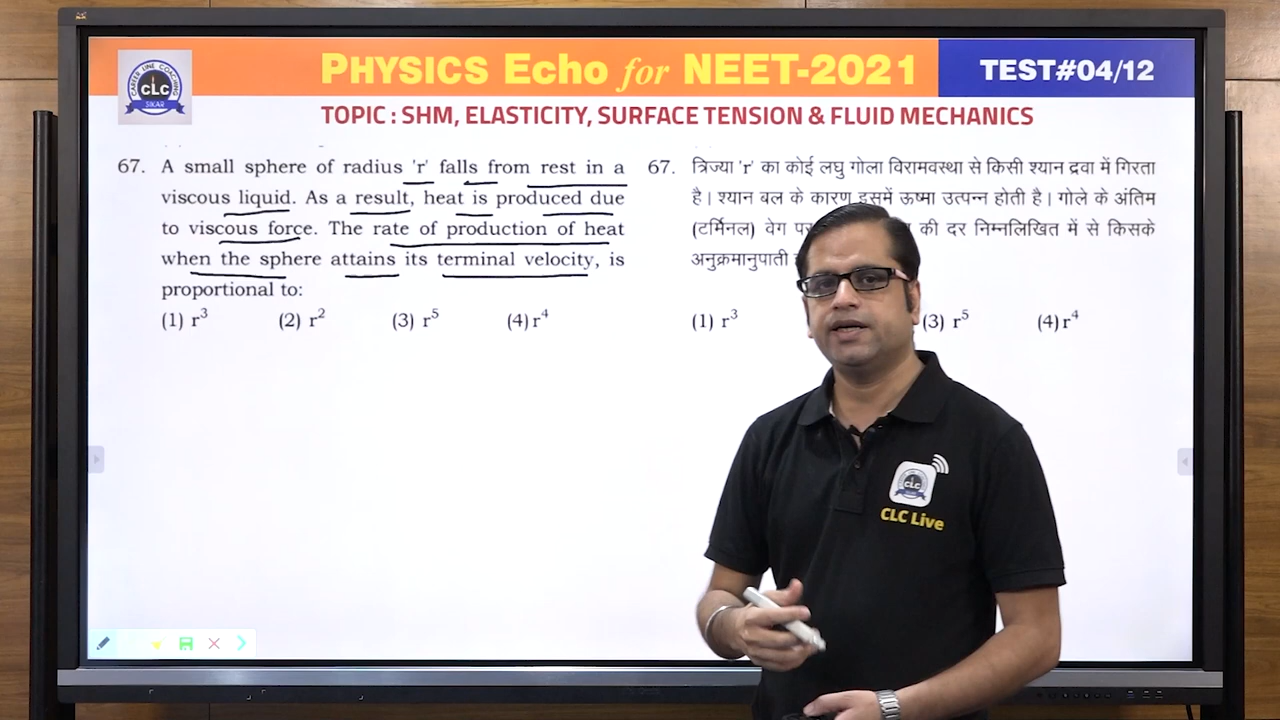 PHYSICS Echo for NEET-2021
TEST#04/12
CAREER LINE COACHING
CLC
SIKAR
TOPIC : SHM, ELASTICITY, SURFACE TENSION & FLUID MECHANICS
67. A small sphere of radius 'r' falls from rest in a
viscous liquid. As a result, heat is produced due
to viscous force. The rate of production of heat
when the sphere attains its terminal velocity, is
proportional to:
(1) r³ (2) r² (3) r⁵ (4) r⁴
67. त्रिज्या 'r' का कोई लघु गोला विरामवस्था से किसी श्यान द्रवा में गिरता
है। श्यान बल के कारण इसमें ऊष्मा उत्पन्न होती है। गोले के अंतिम
(टर्मिनल) वेग की दर निम्नलिखित में से किसके
अनुक्रमानुपाती
(1) r³ (3) r⁵ (4) r⁴
CLC
CLC Live